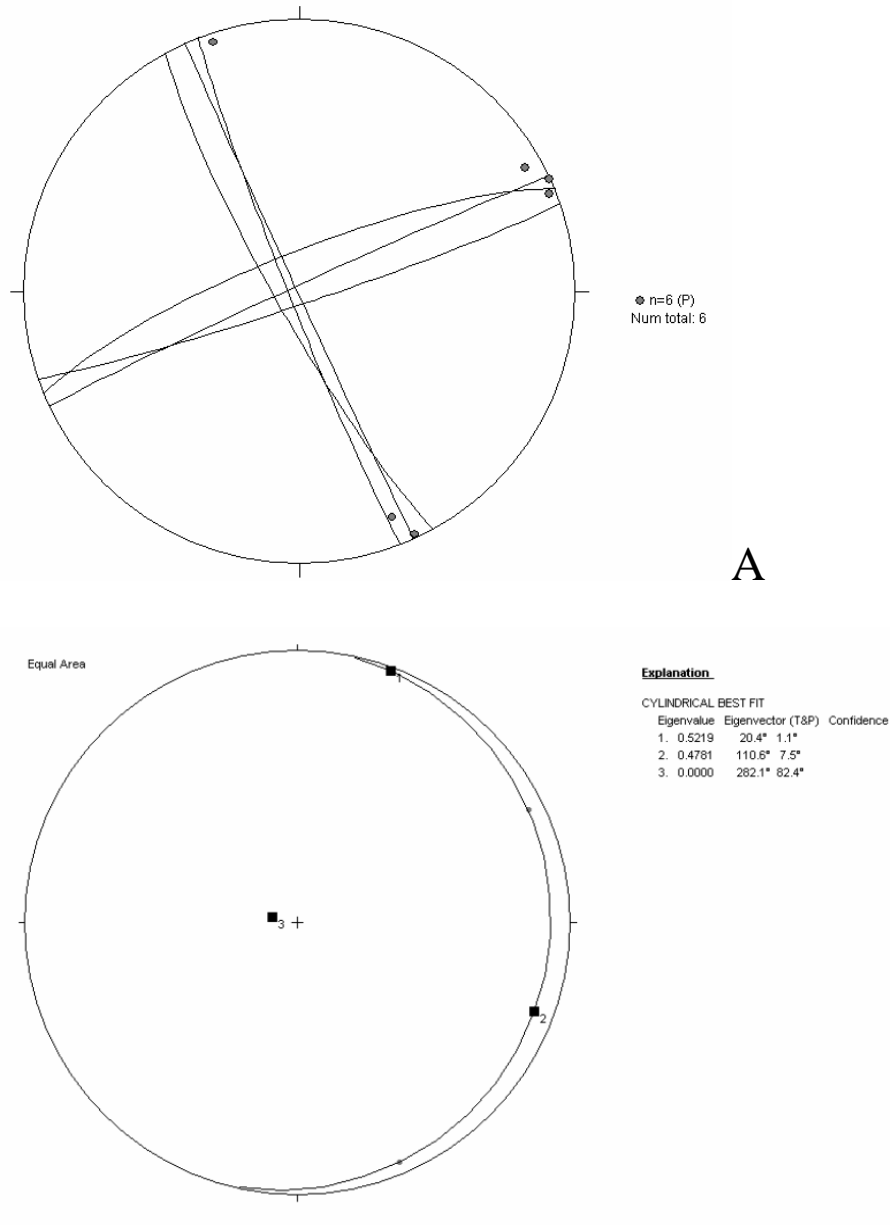 n=6 (P)
Num total: 6
A
Equal Area
Explanation
CYLINDRICAL BEST FIT
Eigenvalue Eigenvector (T&P) Confidence
1. 0.5219 20.4° 1.1°
2. 0.4781 110.6° 7.5°
3. 0.0000 282.1° 82.4°
1
3
2